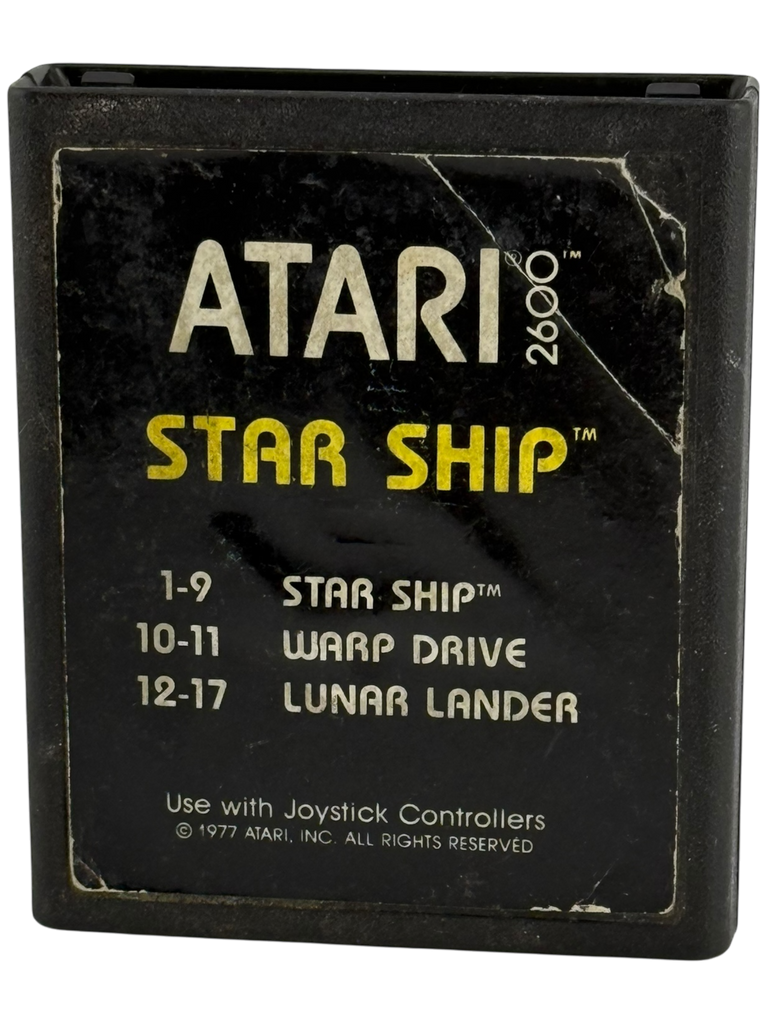 ATARI® 2600™
STAR SHIP™
1-9 STAR SHIP™
10-11 WARP DRIVE
12-17 LUNAR LANDER
Use with Joystick Controllers
© 1977 ATARI, INC. ALL RIGHTS RESERVED